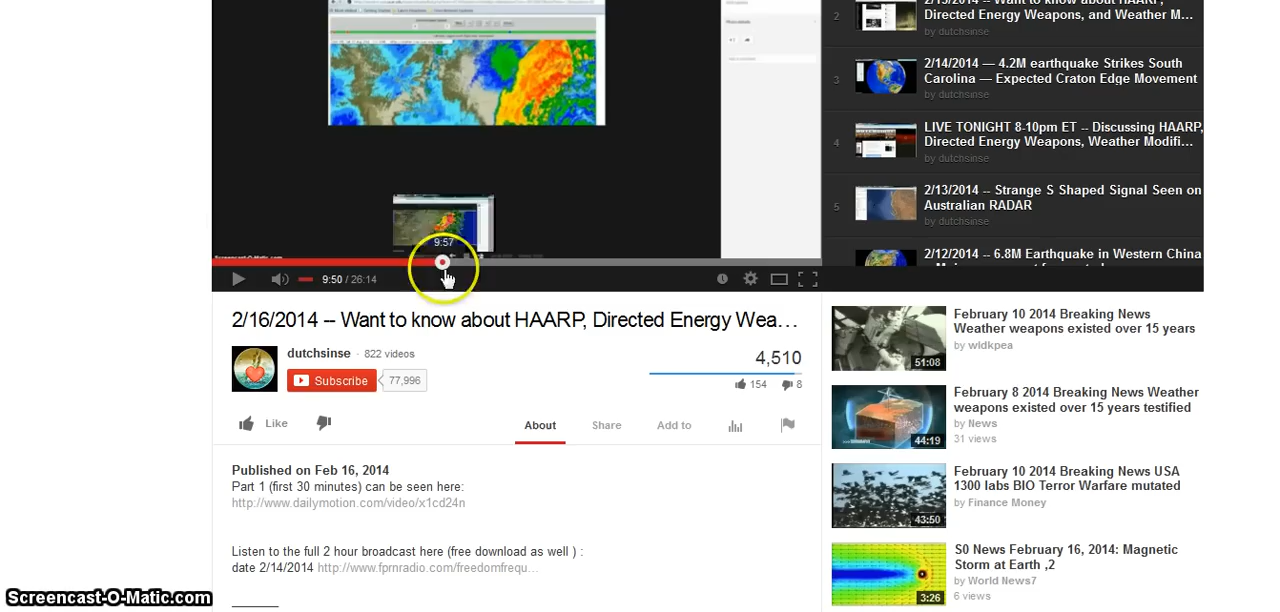 2
2/15/2014 -- Want to know about HAARP,
Directed Energy Weapons, and Weather M...
by dutchsinse
3
2/14/2014 — 4.2M earthquake Strikes South
Carolina — Expected Craton Edge Movement
by dutchsinse
4
LIVE TONIGHT 8-10pm ET -- Discussing HAARP,
Directed Energy Weapons, Weather Modifi...
by dutchsinse
5
2/13/2014 -- Strange S Shaped Signal Seen on
Australian RADAR
by dutchsinse
2/12/2014 -- 6.8M Earthquake in Western China
9:57
9:50 / 26:14
2/16/2014 -- Want to know about HAARP, Directed Energy Wea...
dutchsinse · 822 videos
Subscribe 77,996
4,510
154 8
Like
About Share Add to
Published on Feb 16, 2014
Part 1 (first 30 minutes) can be seen here:
http://www.dailymotion.com/video/x1cd24n
Listen to the full 2 hour broadcast here (free download as well ) :
date 2/14/2014 http://www.fprnradio.com/freedomfrequ...
February 10 2014 Breaking News
Weather weapons existed over 15 years
by wldkpea
51:08
February 8 2014 Breaking News Weather
weapons existed over 15 years testified
by News
31 views
44:19
February 10 2014 Breaking News USA
1300 labs BIO Terror Warfare mutated
by Finance Money
43:50
S0 News February 16, 2014: Magnetic
Storm at Earth ,2
by World News7
6 views
3:26
Screencast-O-Matic.com